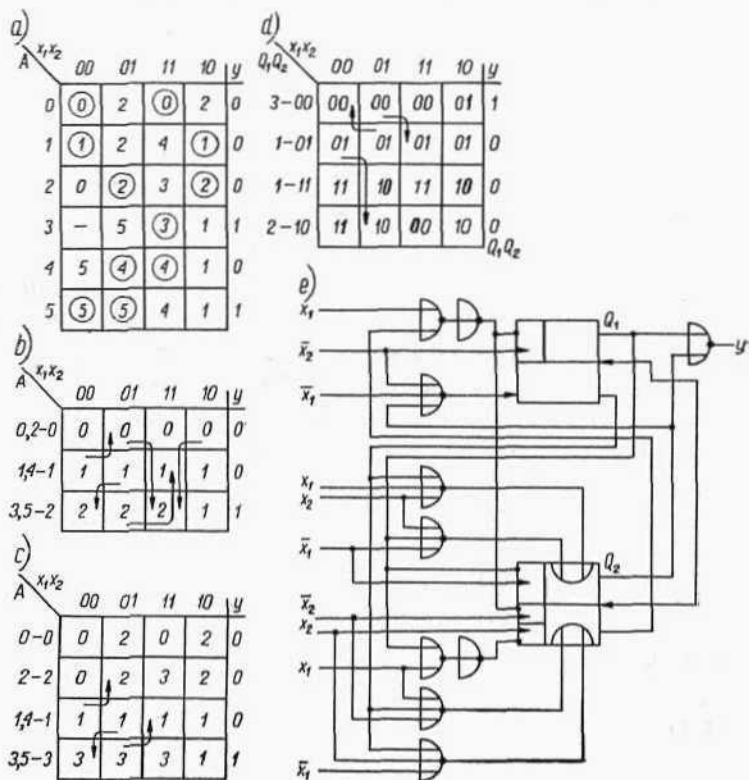 a)
x₁x₂
A 00 01 11 10 y
0 0 2 0 2 0
1 1 2 4 1 0
2 0 2 3 2 0
3 – 5 3 1 1
4 5 4 4 1 0
5 5 5 4 1 1
b)
x₁x₂
A 00 01 11 10 y
0,2–0 0 0 0 0 0
1,4–1 1 1 1 1 0
3,5–2 2 2 2 1 1
c)
x₁x₂
A 00 01 11 10 y
0–0 0 2 0 2 0
2–2 0 2 3 2 0
1,4–1 1 1 1 1 0
3,5–3 3 3 3 1 1
d)
x₁x₂
Q₁Q₂ 00 01 11 10 y
3–00 00 00 00 01 1
1–01 01 01 01 01 0
1–11 11 10 11 10 0
2–10 11 10 00 10 0
Q₁Q₂
e)
x₁
Q₁
x̄₂
y
x̄₁
x₁
x₂
x̄₁
Q₂
x̄₂
x₂
x₁
x̄₁